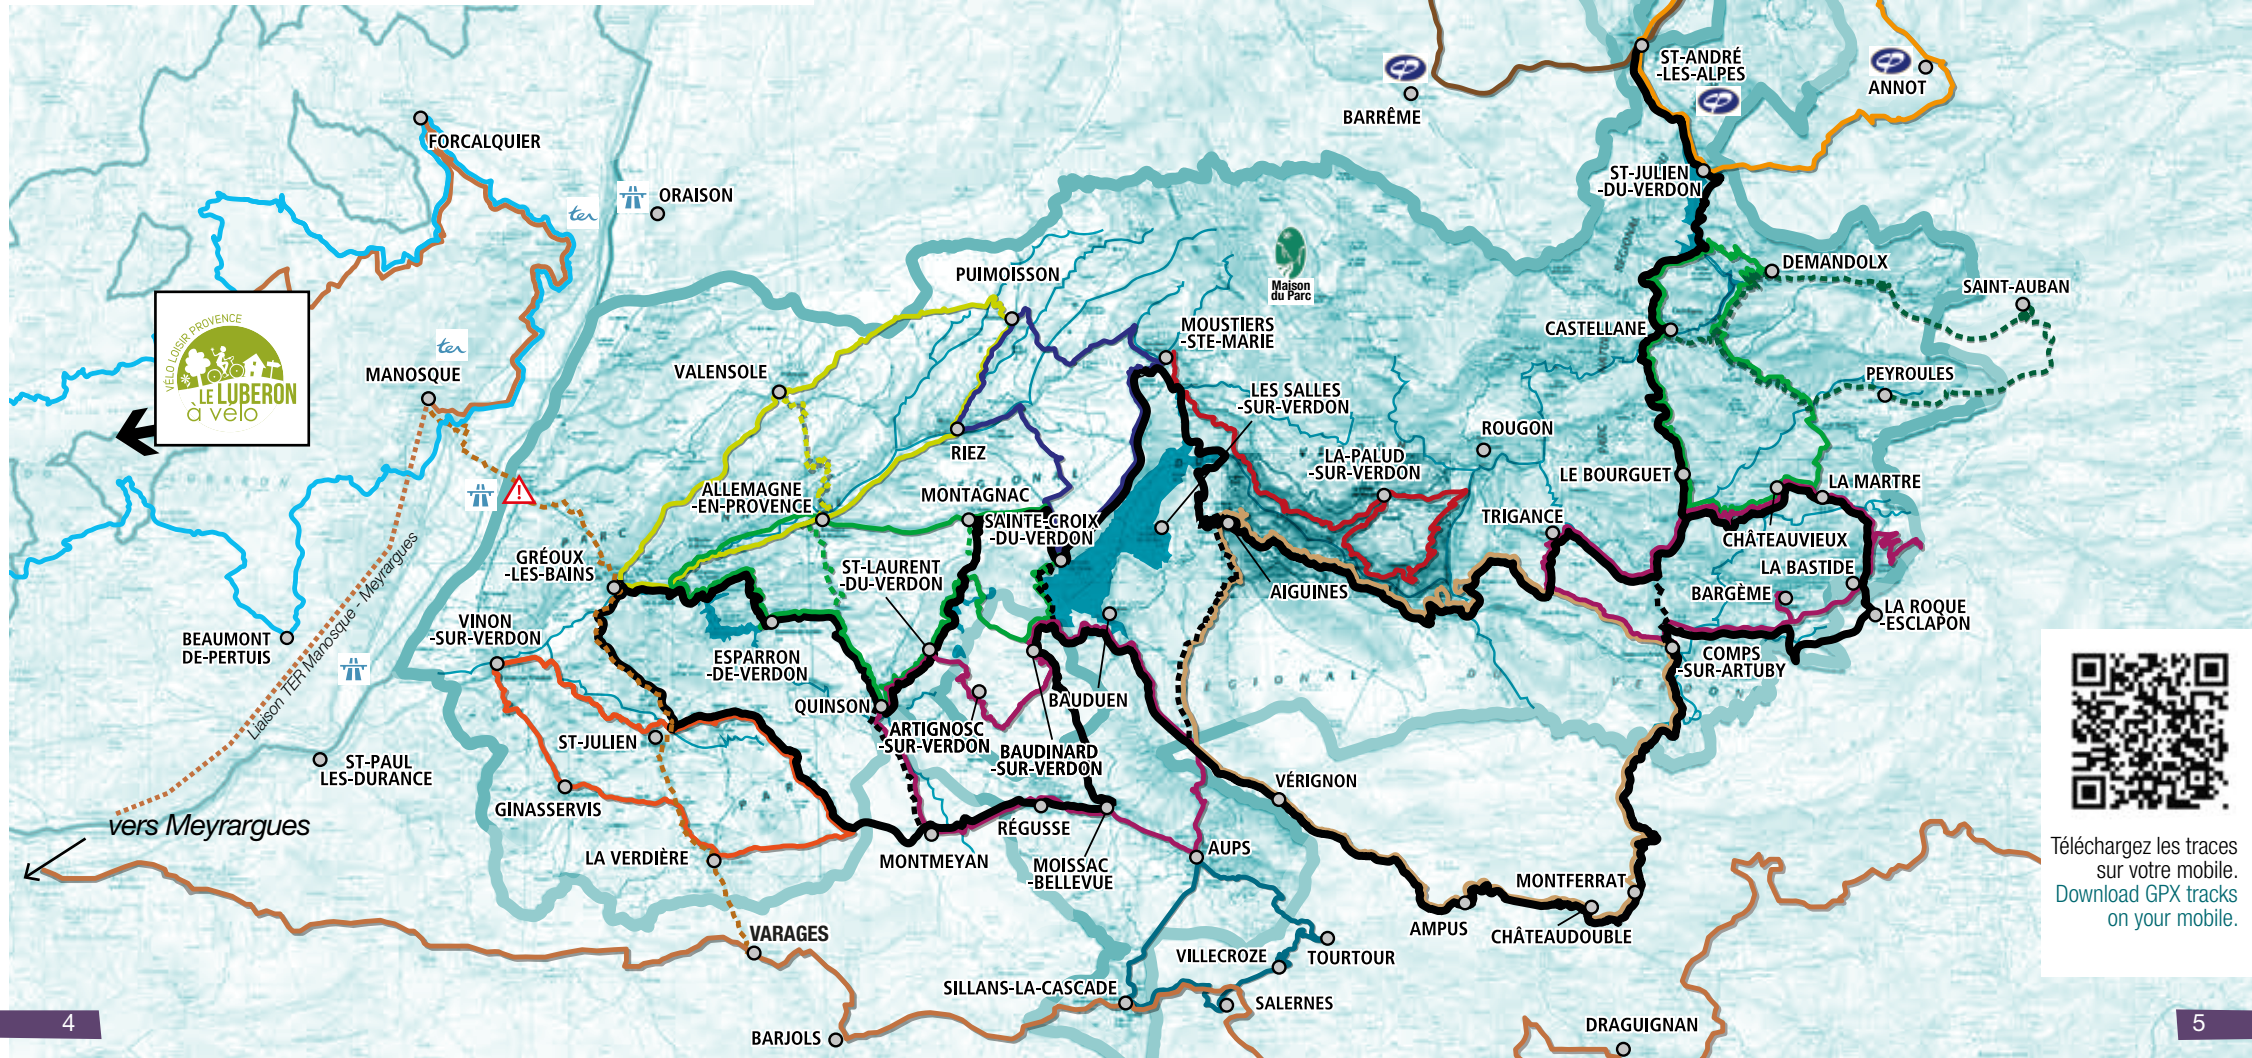 ST-ANDRÉ
-LES-ALPES
ANNOT
BARRÊME
FORCALQUIER
ST-JULIEN
-DU-VERDON
ter
ORAISON
DEMANDOLX
PUIMOISSON
SAINT-AUBAN
Maison
du Parc
VÉLO LOISIR PROVENCE
LE LUBERON
à vélo
MOUSTIERS
-STE-MARIE
CASTELLANE
ter
MANOSQUE
VALENSOLE
PEYROULES
LES SALLES
-SUR-VERDON
ROUGON
RIEZ
LA-PALUD
-SUR-VERDON
LE BOURGUET
LA MARTRE
ALLEMAGNE
-EN-PROVENCE
MONTAGNAC
SAINTE-CROIX
-DU-VERDON
TRIGANCE
CHÂTEAUVIEUX
GRÉOUX
-LES-BAINS
ST-LAURENT
-DU-VERDON
LA BASTIDE
AIGUINES
BARGÈME
LA ROQUE
-ESCLAPON
Liaison TER Manosque - Meyrargues
BEAUMONT
DE-PERTUIS
VINON
-SUR-VERDON
ESPARRON
-DE-VERDON
COMPS
-SUR-ARTUBY
QUINSON
BAUDUEN
ARTIGNOSC
-SUR-VERDON
BAUDINARD
-SUR-VERDON
ST-JULIEN
ST-PAUL
LES-DURANCE
VÉRIGNON
GINASSERVIS
vers Meyrargues
RÉGUSSE
MONTMEYAN
MOISSAC
-BELLEVUE
AUPS
LA VERDIÈRE
MONTFERRAT
AMPUS
CHÂTEAUDOUBLE
VARAGES
VILLECROZE
TOURTOUR
SILLANS-LA-CASCADE
SALERNES
BARJOLS
DRAGUIGNAN
Téléchargez les traces
sur votre mobile.
Download GPX tracks
on your mobile.
4
5